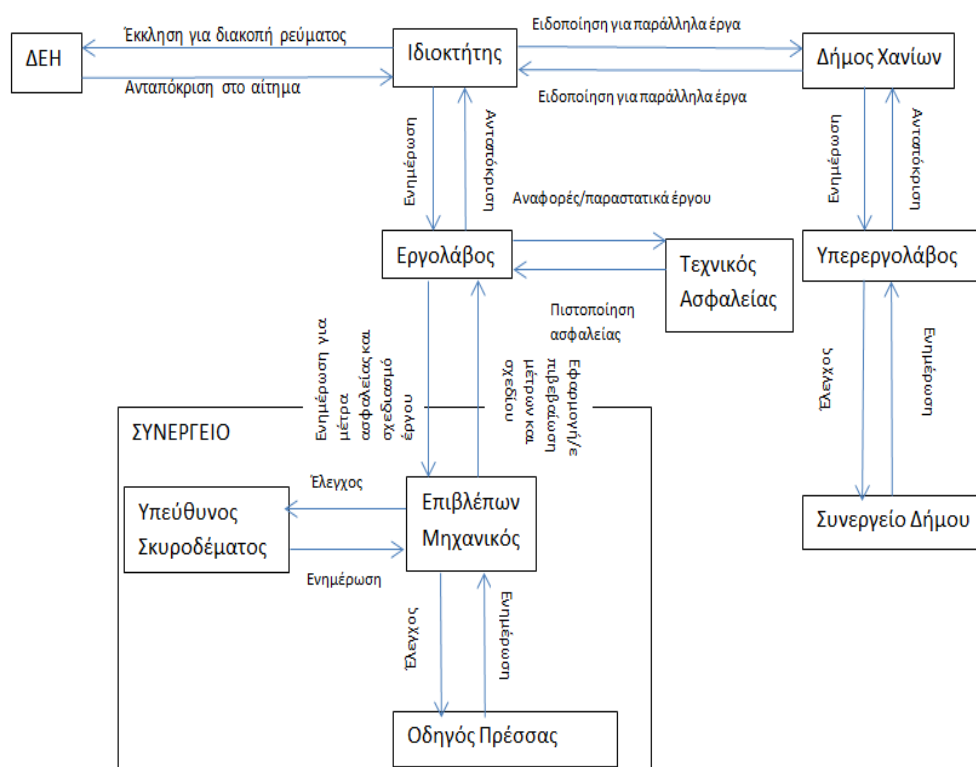 Έκκληση για διακοπή ρεύματος
Ειδοποίηση για παράλληλα έργα
ΔΕΗ
Ιδιοκτήτης
Δήμος Χανίων
Ανταπόκριση στο αίτημα
Ειδοποίηση για παράλληλα έργα
Ενημέρωση
Ανταπόκριση
Ενημέρωση
Ανταπόκριση
Αναφορές/παραστατικά έργου
Εργολάβος
Τεχνικός
Ασφαλείας
Υπερεργολάβος
Πιστοποίηση
ασφαλείας
Ενημέρωση για
μέτρα
ασφαλείας και
σχεδιασμό
έργου
Εφαρμογή/ε
πιβεβαίωση
μέτρων και
σχεδίου
Έλεγχος
Ενημέρωση
ΣΥΝΕΡΓΕΙΟ
Έλεγχος
Υπεύθυνος
Σκυροδέματος
Επιβλέπων
Μηχανικός
Συνεργείο Δήμου
Ενημέρωση
Έλεγχος
Ενημέρωση
Οδηγός Πρέσσας